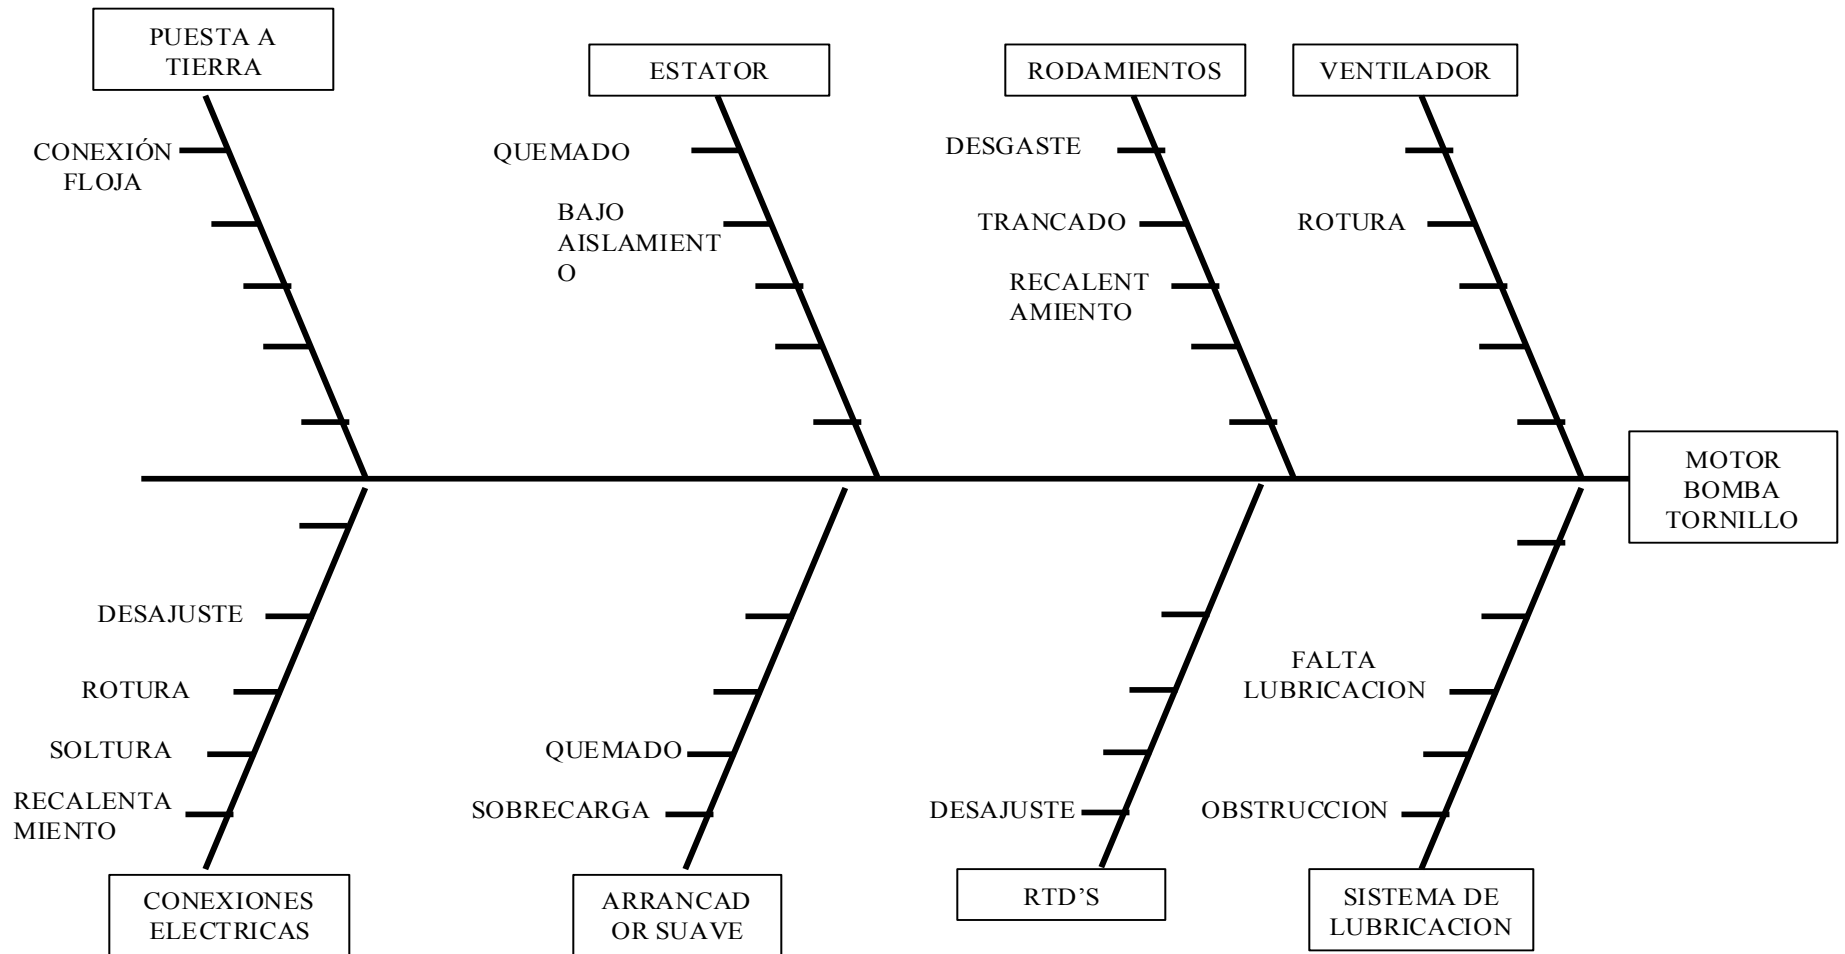 PUESTA A
TIERRA
ESTATOR
RODAMIENTOS
VENTILADOR
CONEXIÓN
FLOJA
QUEMADO
BAJO
AISLAMIENT
O
DESGASTE
TRANCADO
RECALENT
AMIENTO
ROTURA
MOTOR
BOMBA
TORNILLO
DESAJUSTE
ROTURA
SOLTURA
RECALENTA
MIENTO
QUEMADO
SOBRECARGA
DESAJUSTE
FALTA
LUBRICACION
OBSTRUCCION
CONEXIONES
ELECTRICAS
ARRANCAD
OR SUAVE
RTD’S
SISTEMA DE
LUBRICACION